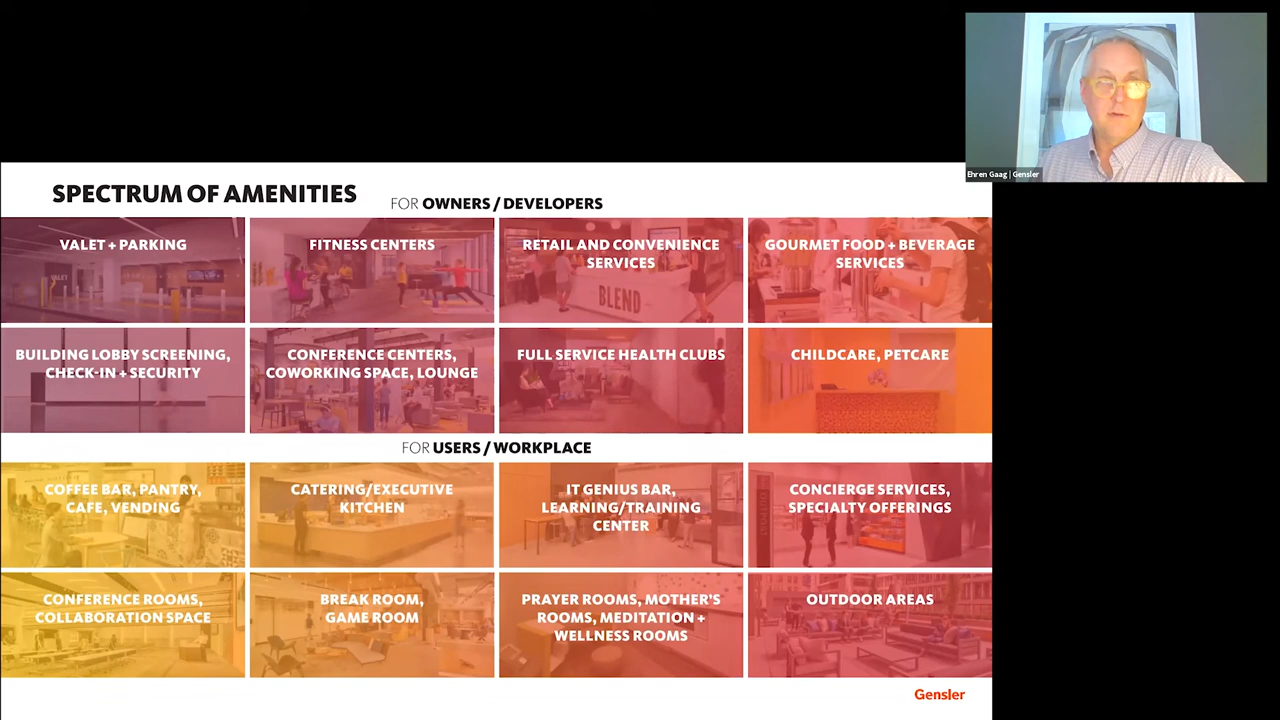 Ehren Gaag | Gensler
SPECTRUM OF AMENITIES
FOR OWNERS / DEVELOPERS
VALET + PARKING
VALET
FITNESS CENTERS
RETAIL AND CONVENIENCE
SERVICES
BLEND
GOURMET FOOD + BEVERAGE
SERVICES
BUILDING LOBBY SCREENING,
CHECK-IN + SECURITY
CONFERENCE CENTERS,
COWORKING SPACE, LOUNGE
FULL SERVICE HEALTH CLUBS
CHILDCARE, PETCARE
FOR USERS / WORKPLACE
COFFEE BAR, PANTRY,
CAFE, VENDING
CATERING/EXECUTIVE
KITCHEN
IT GENIUS BAR,
LEARNING/TRAINING
CENTER
CONCIERGE SERVICES,
SPECIALTY OFFERINGS
CONFERENCE ROOMS,
COLLABORATION SPACE
BREAK ROOM,
GAME ROOM
PRAYER ROOMS, MOTHER'S
ROOMS, MEDITATION +
WELLNESS ROOMS
OUTDOOR AREAS
Gensler